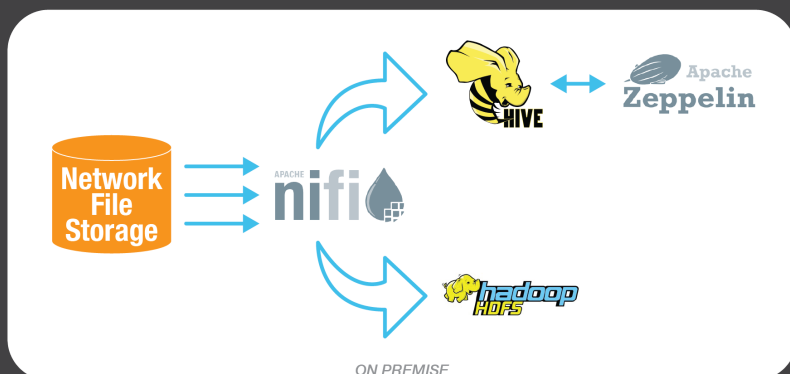 Network
File
Storage
APACHE
nifi
HIVE
Apache
Zeppelin
hadoop
HDFS
ON PREMISE